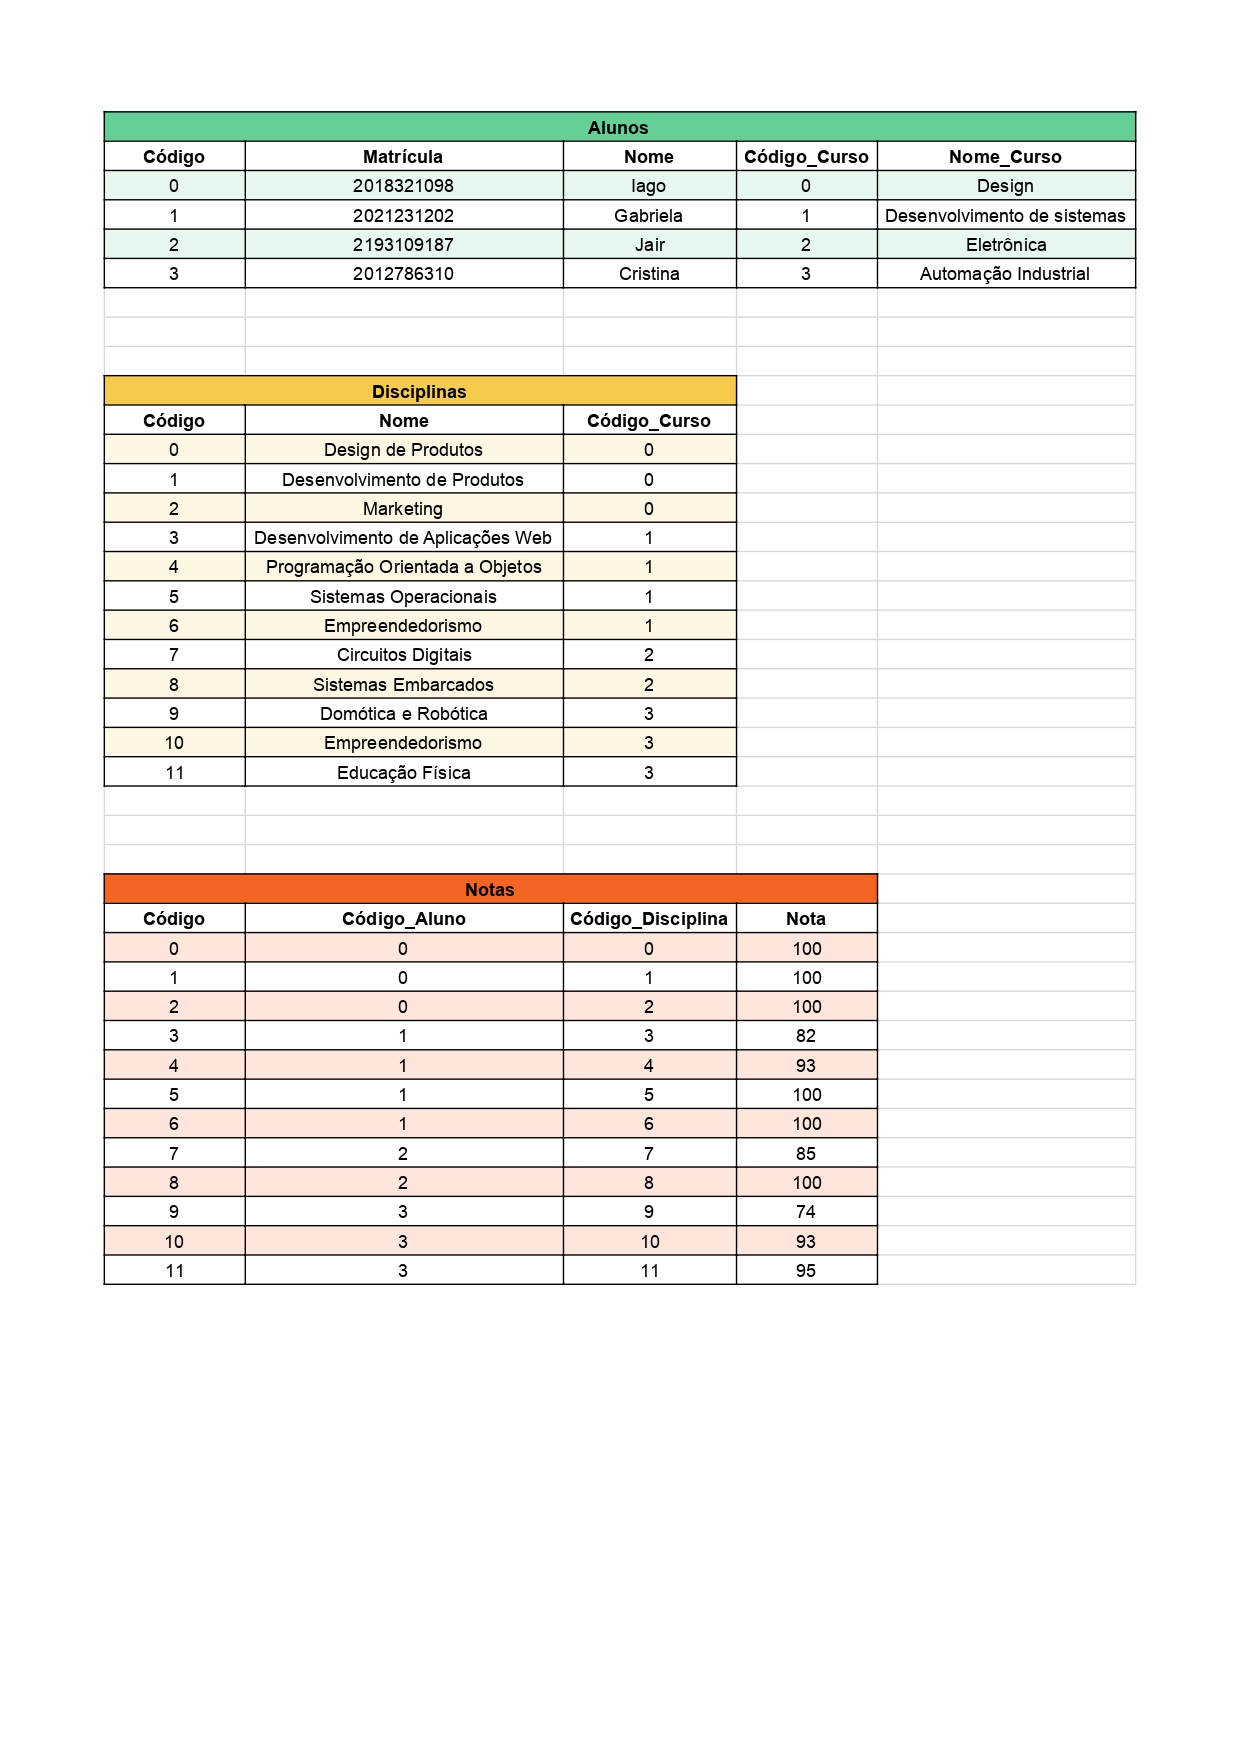 Alunos
Código Matrícula Nome Código_Curso Nome_Curso
0 2018321098 Iago 0 Design
1 2021231202 Gabriela 1 Desenvolvimento de sistemas
2 2193109187 Jair 2 Eletrônica
3 2012786310 Cristina 3 Automação Industrial
Disciplinas
Código Nome Código_Curso
0 Design de Produtos 0
1 Desenvolvimento de Produtos 0
2 Marketing 0
3 Desenvolvimento de Aplicações Web 1
4 Programação Orientada a Objetos 1
5 Sistemas Operacionais 1
6 Empreendedorismo 1
7 Circuitos Digitais 2
8 Sistemas Embarcados 2
9 Domótica e Robótica 3
10 Empreendedorismo 3
11 Educação Física 3
Notas
Código Código_Aluno Código_Disciplina Nota
0 0 0 100
1 0 1 100
2 0 2 100
3 1 3 82
4 1 4 93
5 1 5 100
6 1 6 100
7 2 7 85
8 2 8 100
9 3 9 74
10 3 10 93
11 3 11 95